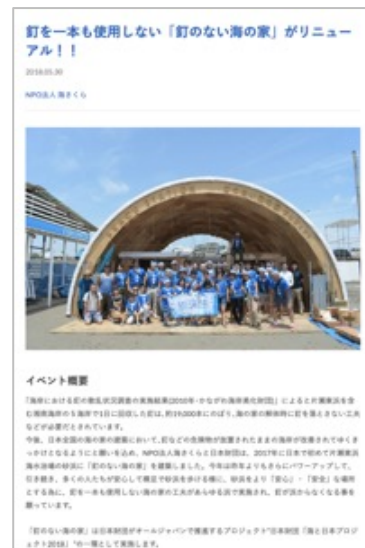 釘を一本も使用しない「釘のない海の家」がリニュー
アル！！
2018.05.30
NPO法人 海さくら
イベント概要
「海岸における釘の散乱状況調査の実施結果(2010年・かながわ海岸美化財団)」によると片瀬東浜を含
む湘南海岸の５海岸で1日に回収した釘は、約19,000本にのぼり、海の家の解体時に釘を落とさない工夫
などが必要だとされています。
今後、日本全国の海の家の建築において、釘などの危険物が放置されたままの海岸が改善されてゆくき
っかけとなるようにと願いを込め、NPO法人海さくらと日本財団は、2017年に日本で初めて片瀬東浜
海水浴場の砂浜に「釘のない海の家」を建築しました。今年は昨年よりもさらにパワーアップして、
引き続き、多くの人たちが安心して裸足で砂浜を歩ける様に、砂浜をより「安心」・「安全」な場所
とする為に、釘を一本も使用しない海の家の工夫があらゆる所で実施され、釘が浜からなくなる事を
願っています。
「釘のない海の家」は日本財団がオールジャパンで推進するプロジェクト"日本財団「海と日本プロジ
ェクト2018」"の一環として実施します。